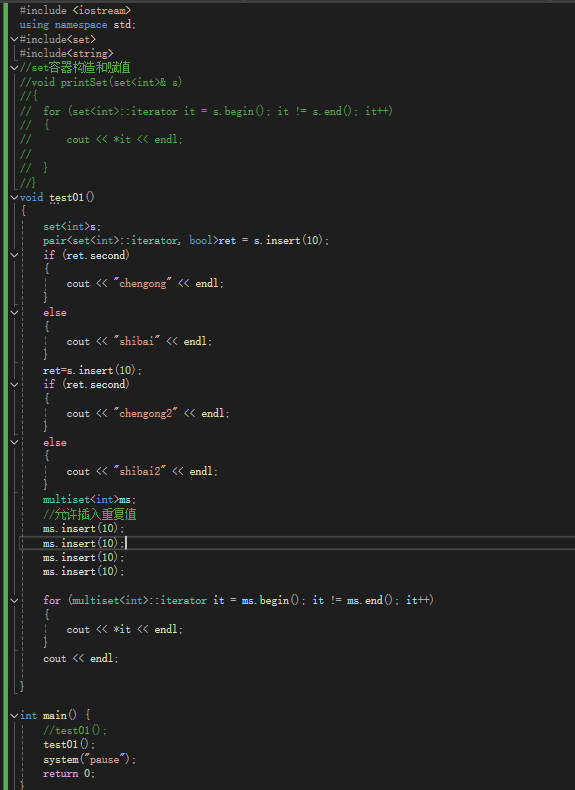 #include <iostream>
using namespace std;
#include<set>
#include<string>
//set容器构造和赋值
//void printSet(set<int>& s)
//{
//  for (set<int>::iterator it = s.begin(); it != s.end(); it++)
//  {
//      cout << *it << endl;
//
//  }
//}
void test01()
{
    set<int>s;
    pair<set<int>::iterator, bool>ret = s.insert(10);
    if (ret.second)
    {
        cout << "chengong" << endl;
    }
    else
    {
        cout << "shibai" << endl;
    }
    ret=s.insert(10);
    if (ret.second)
    {
        cout << "chengong2" << endl;
    }
    else
    {
        cout << "shibai2" << endl;
    }
    multiset<int>ms;
    //允许插入重复值
    ms.insert(10);
    ms.insert(10);
    ms.insert(10);
    ms.insert(10);

    for (multiset<int>::iterator it = ms.begin(); it != ms.end(); it++)
    {
        cout << *it << endl;
    }
    cout << endl;

}

int main() {
    //test01();
    test01();
    system("pause");
    return 0;
}